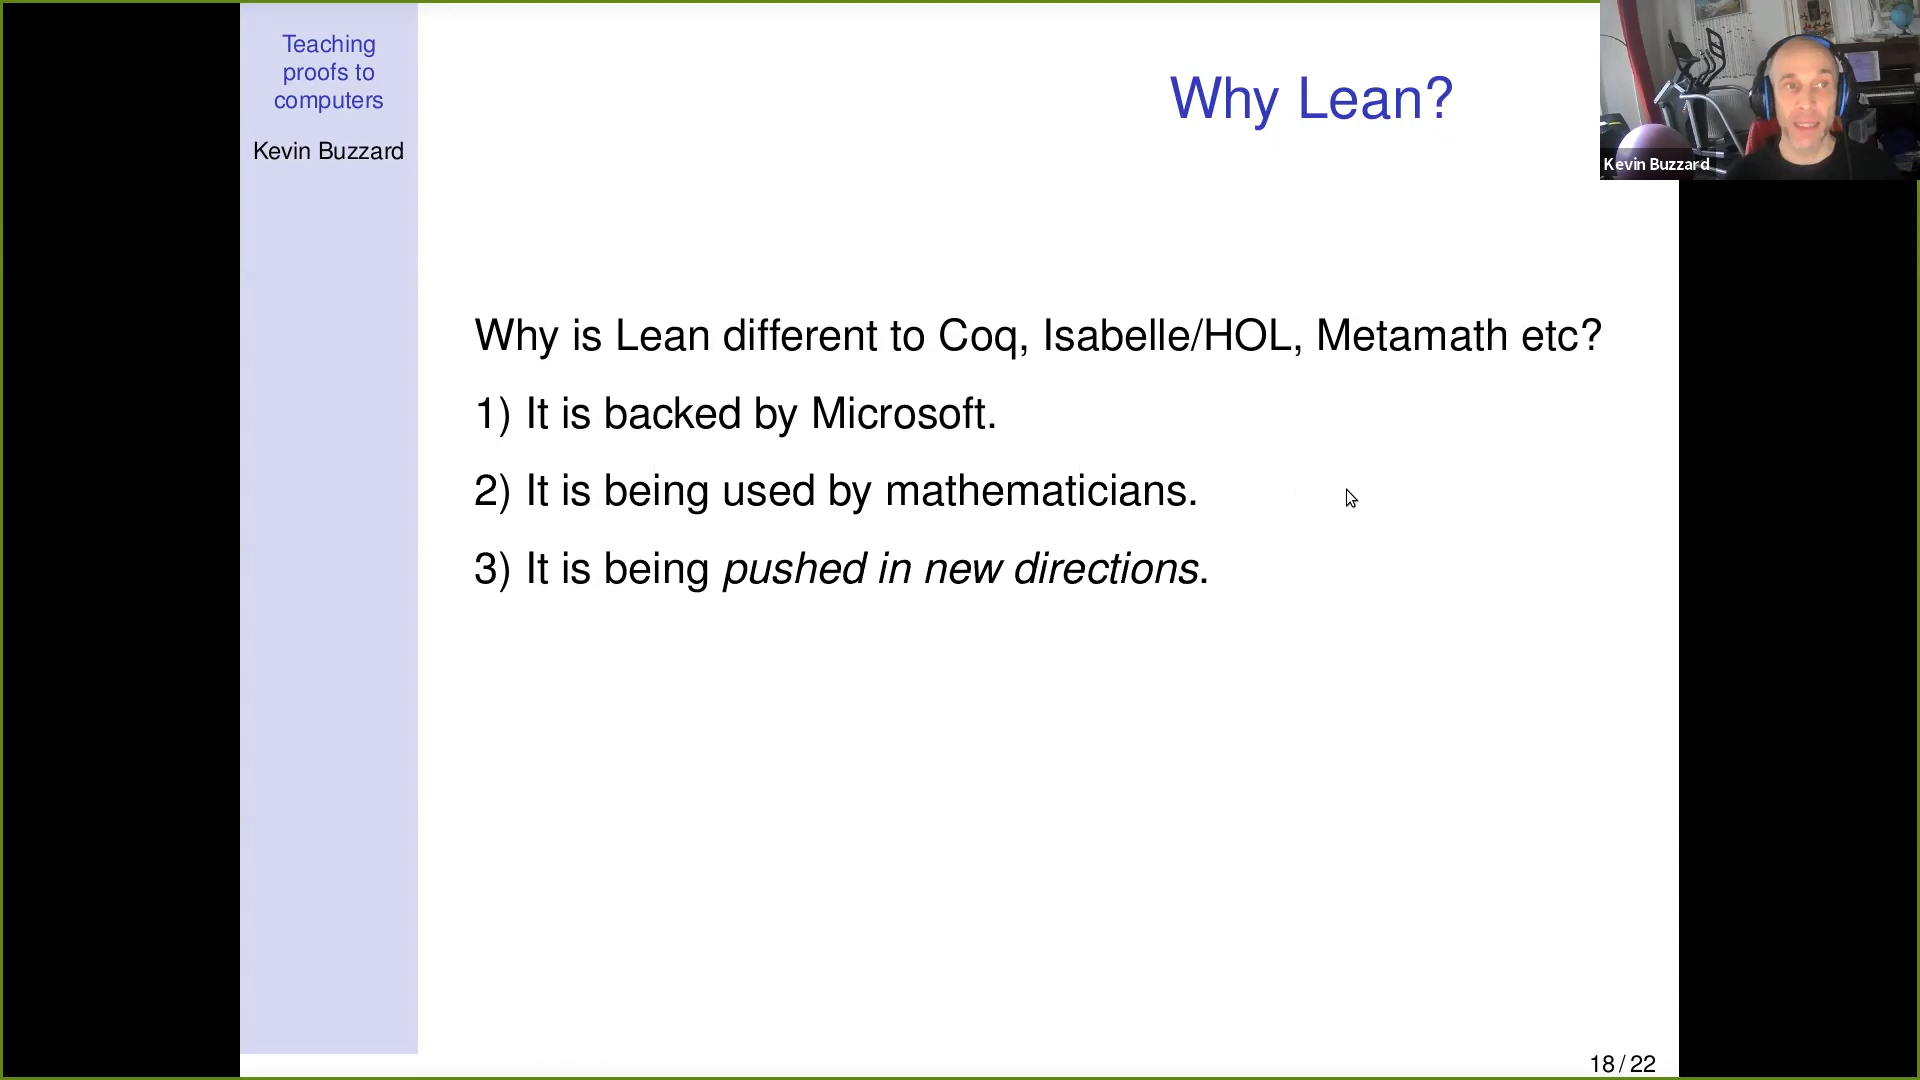 Teaching
proofs to
computers
Kevin Buzzard
Why Lean?
Kevin Buzzard
Why is Lean different to Coq, Isabelle/HOL, Metamath etc?
1) It is backed by Microsoft.
2) It is being used by mathematicians.
3) It is being pushed in new directions.
18 / 22